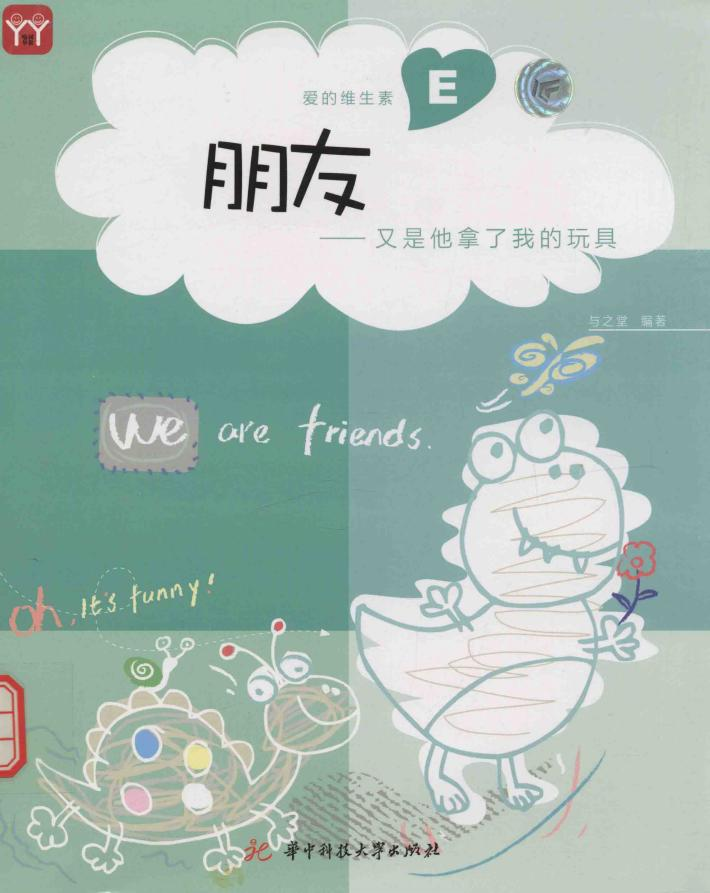 爱的维生素
E
朋友
——又是他拿了我的玩具
与之堂 编著
We are friends.
oh, It's funny!
华中科技大学出版社